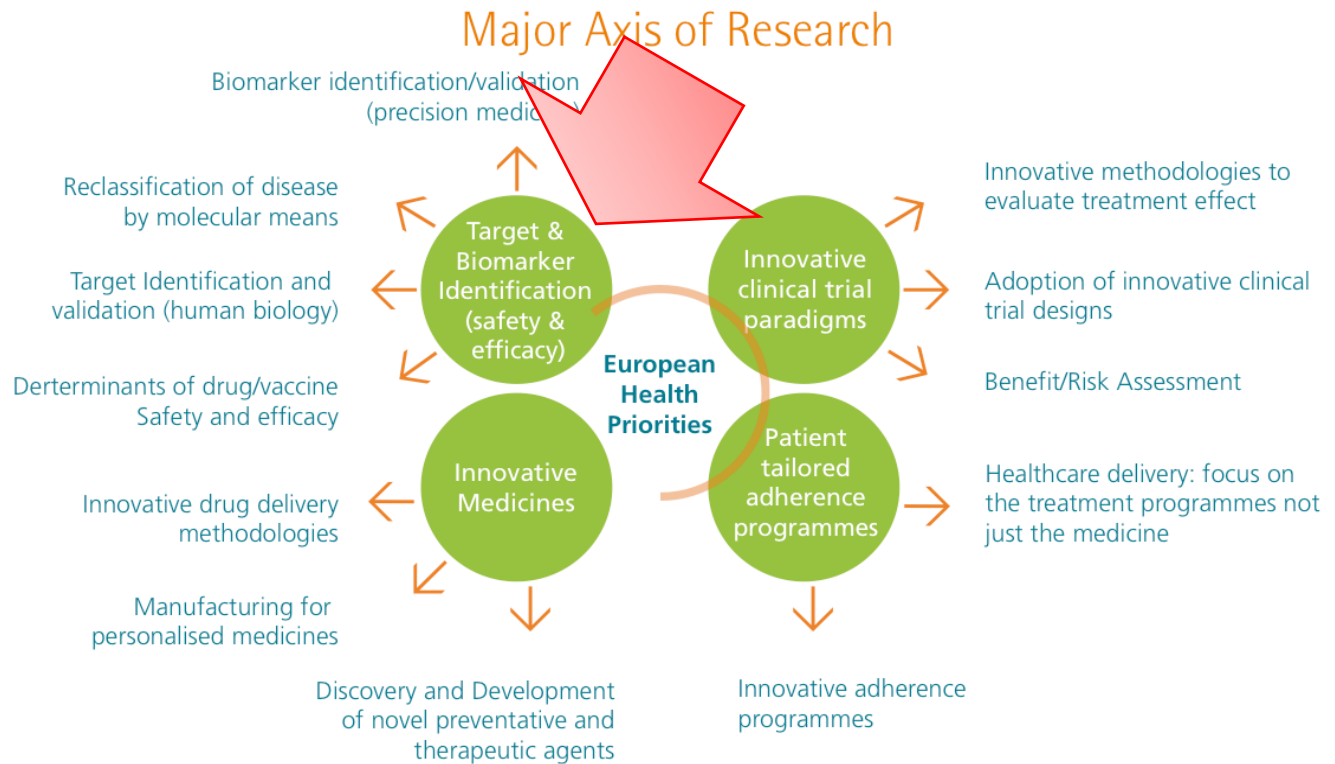 Major Axis of Research
Biomarker identification/validation
(precision medic
Reclassification of disease
by molecular means
Target Identification and
validation (human biology)
Derterminants of drug/vaccine
Safety and efficacy
Innovative drug delivery
methodologies
Manufacturing for
personalised medicines
Discovery and Development
of novel preventative and
therapeutic agents
Target &
Biomarker
Identification
(safety &
efficacy)
Innovative
Medicines
European
Health
Priorities
Innovative
clinical trial
paradigms
Patient
tailored
adherence
programmes
Innovative methodologies to
evaluate treatment effect
Adoption of innovative clinical
trial designs
Benefit/Risk Assessment
Healthcare delivery: focus on
the treatment programmes not
just the medicine
Innovative adherence
programmes